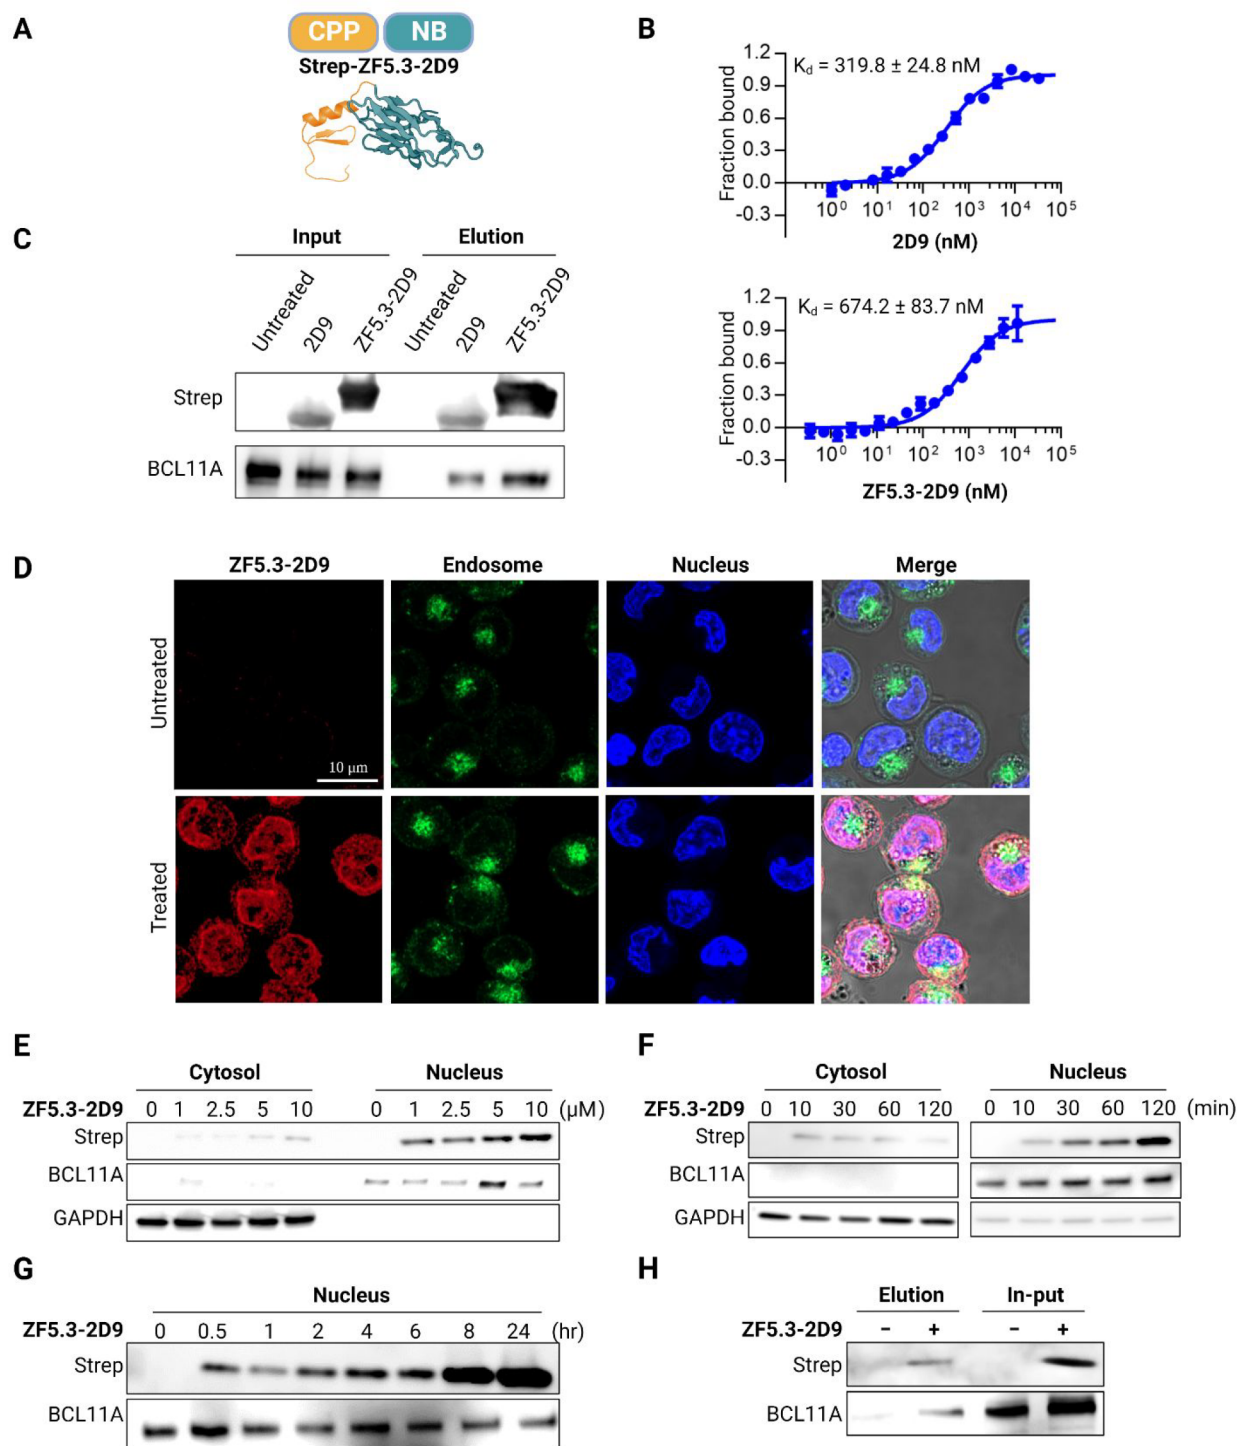 A
CPP NB
Strep-ZF5.3-2D9
B
1.2
0.9
0.6
0.3
0.0
-0.3
Fraction bound
K_d = 319.8 ± 24.8 nM
10⁰ 10¹ 10² 10³ 10⁴ 10⁵
2D9 (nM)
1.2
0.9
0.6
0.3
0.0
-0.3
Fraction bound
K_d = 674.2 ± 83.7 nM
10⁰ 10¹ 10² 10³ 10⁴ 10⁵
ZF5.3-2D9 (nM)
C
Input Elution
Untreated 2D9 ZF5.3-2D9 Untreated 2D9 ZF5.3-2D9
Strep
BCL11A
D
ZF5.3-2D9 Endosome Nucleus Merge
Untreated
10 μm
Treated
E
Cytosol Nucleus
ZF5.3-2D9 0 1 2.5 5 10 0 1 2.5 5 10 (μM)
Strep
BCL11A
GAPDH
F
Cytosol Nucleus
ZF5.3-2D9 0 10 30 60 120 0 10 30 60 120 (min)
Strep
BCL11A
GAPDH
G
Nucleus
ZF5.3-2D9 0 0.5 1 2 4 6 8 24 (hr)
Strep
BCL11A
H
Elution In-put
ZF5.3-2D9 – + – +
Strep
BCL11A